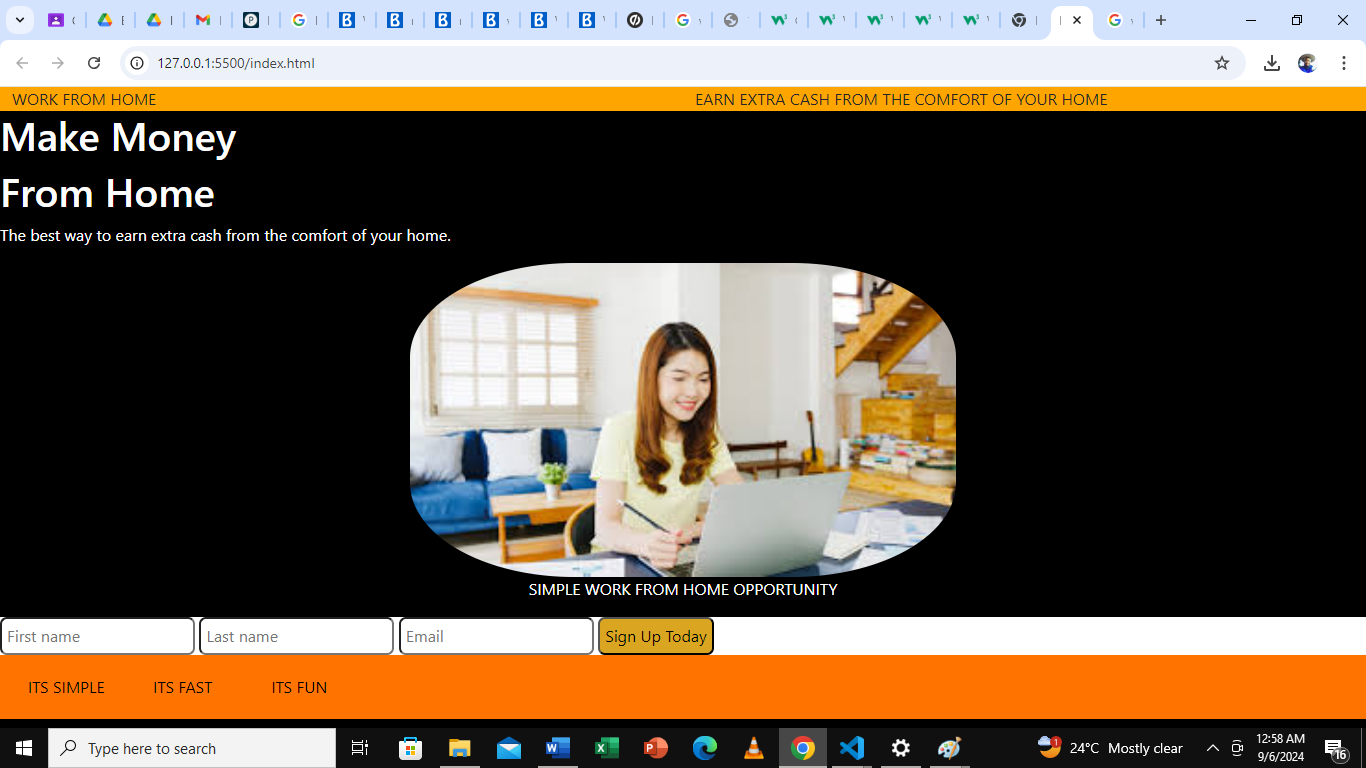 127.0.0.1:5500/index.html
WORK FROM HOME
EARN EXTRA CASH FROM THE COMFORT OF YOUR HOME
Make Money
From Home
The best way to earn extra cash from the comfort of your home.
SIMPLE WORK FROM HOME OPPORTUNITY
First name
Last name
Email
Sign Up Today
ITS SIMPLE
ITS FAST
ITS FUN
Type here to search
24°C Mostly clear
12:58 AM
9/6/2024
16